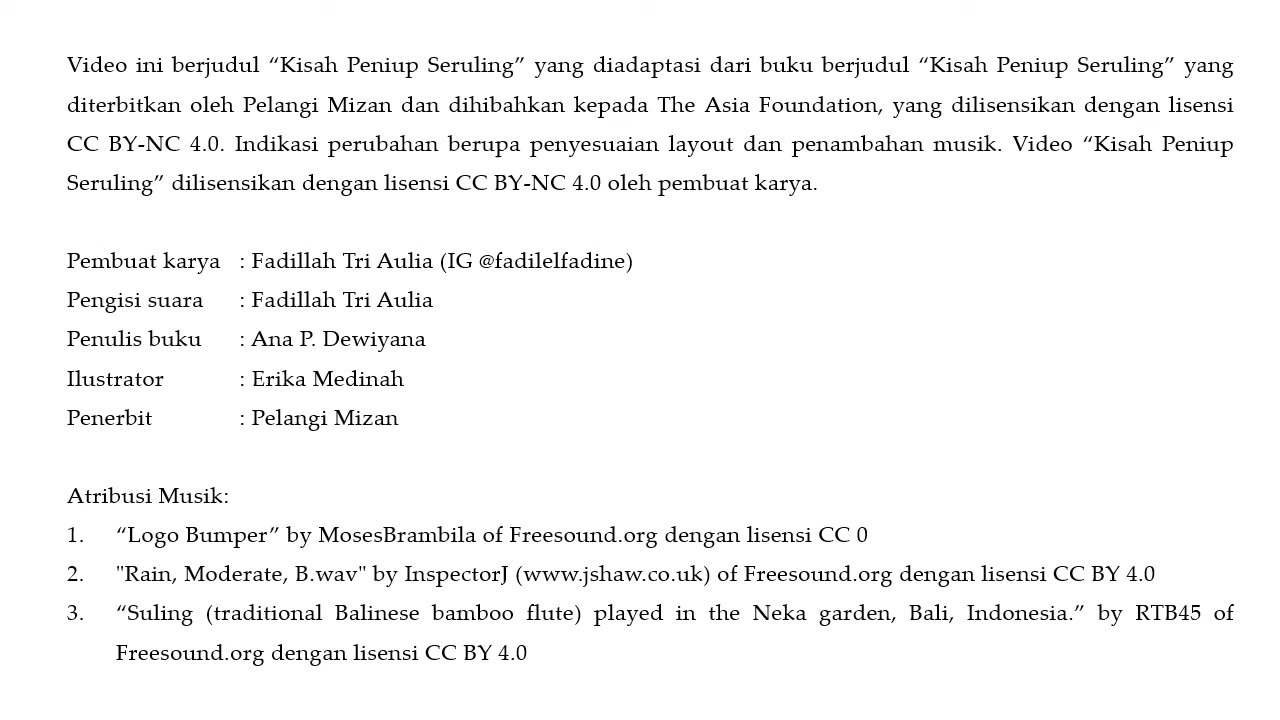 Video ini berjudul “Kisah Peniup Seruling” yang diadaptasi dari buku berjudul “Kisah Peniup Seruling” yang
diterbitkan oleh Pelangi Mizan dan dihibahkan kepada The Asia Foundation, yang dilisensikan dengan lisensi
CC BY-NC 4.0. Indikasi perubahan berupa penyesuaian layout dan penambahan musik. Video “Kisah Peniup
Seruling” dilisensikan dengan lisensi CC BY-NC 4.0 oleh pembuat karya.
Pembuat karya : Fadillah Tri Aulia (IG @fadilelfadine)
Pengisi suara : Fadillah Tri Aulia
Penulis buku : Ana P. Dewiyana
Ilustrator : Erika Medinah
Penerbit : Pelangi Mizan
Atribusi Musik:
1. “Logo Bumper” by MosesBrambila of Freesound.org dengan lisensi CC 0
2. "Rain, Moderate, B.wav" by InspectorJ (www.jshaw.co.uk) of Freesound.org dengan lisensi CC BY 4.0
3. “Suling (traditional Balinese bamboo flute) played in the Neka garden, Bali, Indonesia.” by RTB45 of
Freesound.org dengan lisensi CC BY 4.0